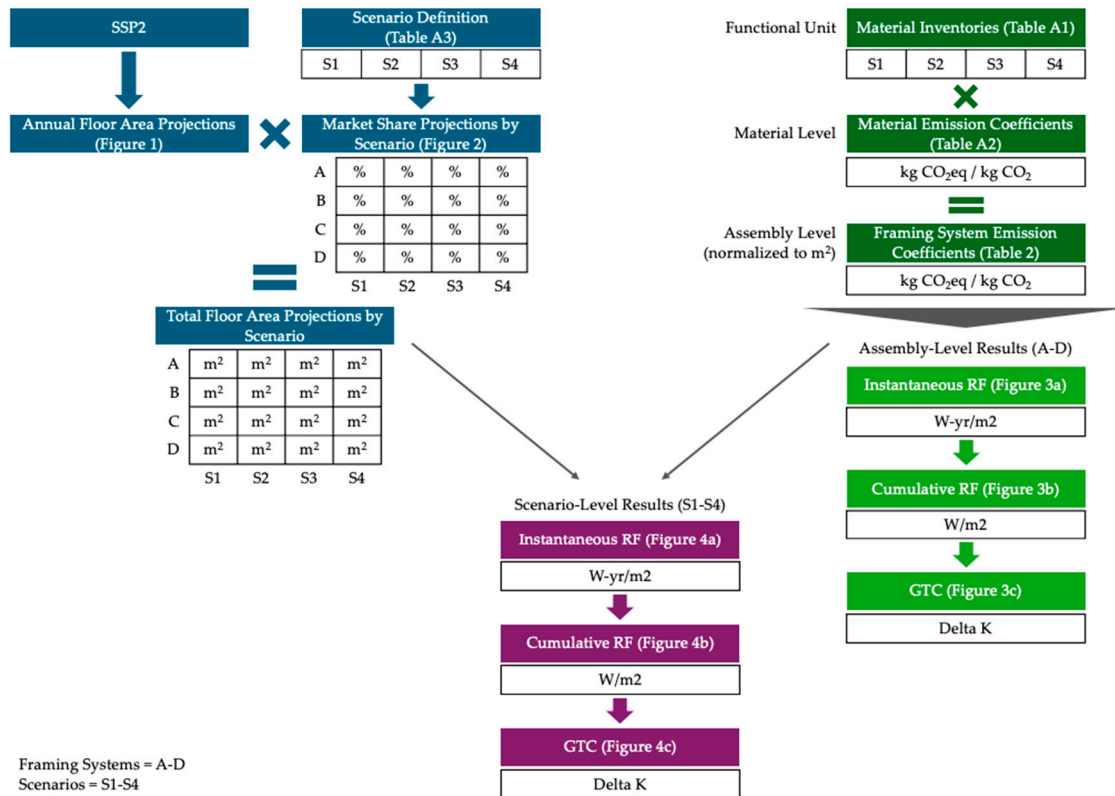 SSP2
Annual Floor Area Projections
(Figure 1)
Scenario Definition
(Table A3)
S1 S2 S3 S4
Market Share Projections by
Scenario (Figure 2)
A % % % %
B % % % %
C % % % %
D % % % %
S1 S2 S3 S4
Total Floor Area Projections by
Scenario
A m² m² m² m²
B m² m² m² m²
C m² m² m² m²
D m² m² m² m²
S1 S2 S3 S4
Functional Unit
Material Inventories (Table A1)
S1 S2 S3 S4
Material Level
Material Emission Coefficients
(Table A2)
kg CO₂eq / kg CO₂
Assembly Level
(normalized to m²)
Framing System Emission
Coefficients (Table 2)
kg CO₂eq / kg CO₂
Assembly-Level Results (A-D)
Instantaneous RF (Figure 3a)
W-yr/m2
Cumulative RF (Figure 3b)
W/m2
GTC (Figure 3c)
Delta K
Scenario-Level Results (S1-S4)
Instantaneous RF (Figure 4a)
W-yr/m2
Cumulative RF (Figure 4b)
W/m2
GTC (Figure 4c)
Delta K
Framing Systems = A-D
Scenarios = S1-S4